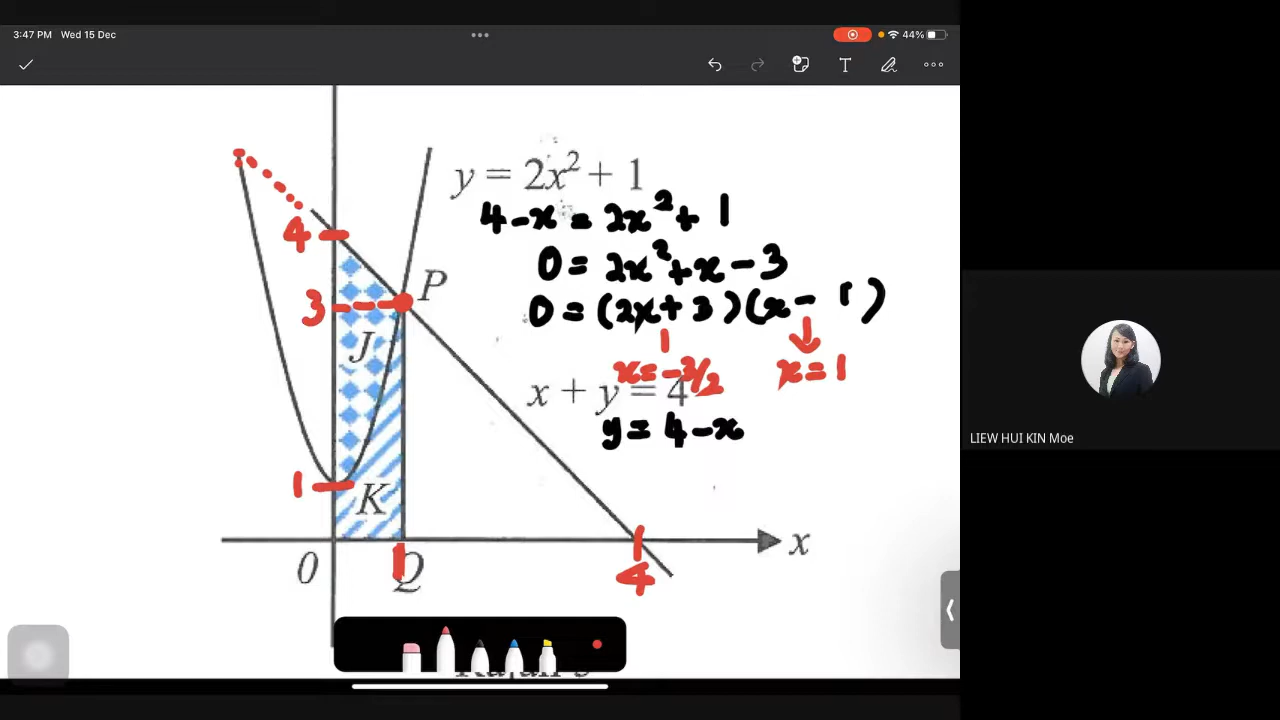 3:47 PM Wed 15 Dec
44%
T
y = 2x² + 1
4-x = 2x² + 1
4
0 = 2x² + x - 3
P
3
0 = (2x + 3)(x - 1)
J
x = -3/2
x = 1
x + y = 4
y = 4 - x
1
K
x
0
1
Q
4
LIEW HUI KIN Moe